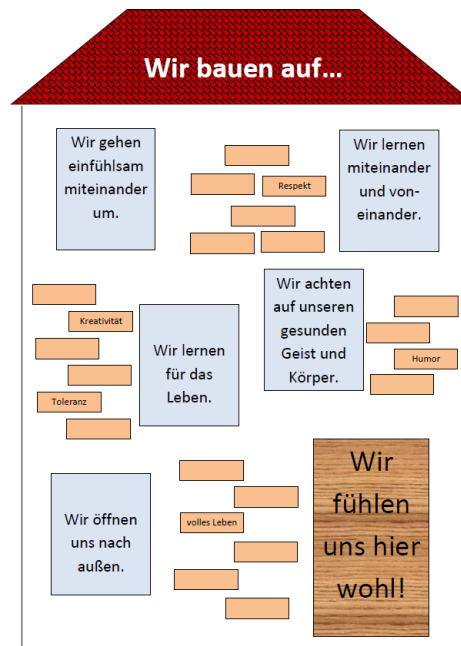 Wir bauen auf...
Wir gehen
einfühlsam
miteinander
um.
Respekt
Wir lernen
miteinander
und von-
einander.
Kreativität
Toleranz
Wir lernen
für das
Leben.
Wir achten
auf unseren
gesunden
Geist und
Körper.
Humor
Wir öffnen
uns nach
außen.
volles Leben
Wir
fühlen
uns hier
wohl!